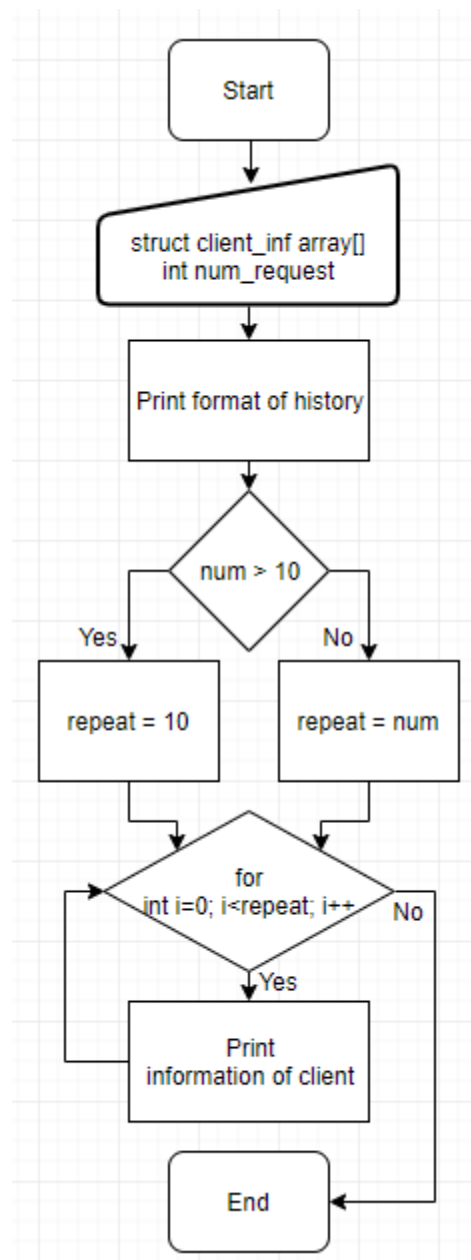 Start
struct client_inf array[]
int num_request
Print format of history
num > 10
Yes
No
repeat = 10
repeat = num
for
int i=0; i<repeat; i++
No
Yes
Print
information of client
End